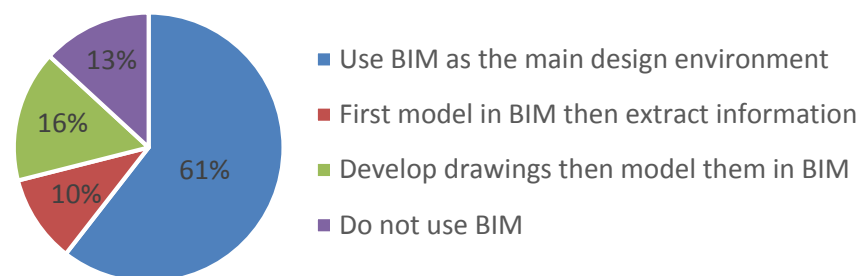 13%
16%
10%
61%
Use BIM as the main design environment
First model in BIM then extract information
Develop drawings then model them in BIM
Do not use BIM